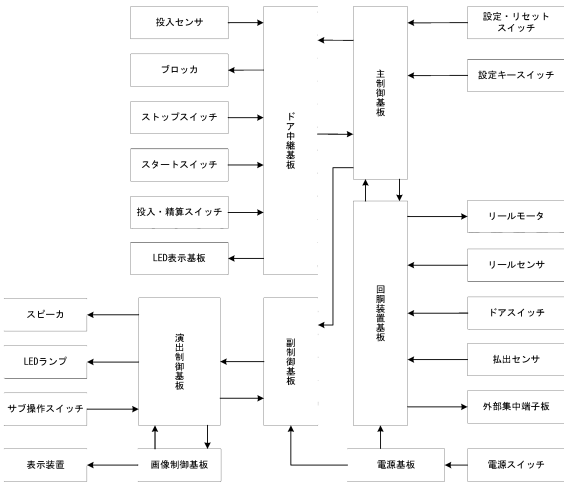 投入センサ
ブロッカ
ストップスイッチ
スタートスイッチ
投入・精算スイッチ
LED表示基板
ドア中継基板
主制御基板
設定・リセット
スイッチ
設定キースイッチ
回胴装置基板
リールモータ
リールセンサ
ドアスイッチ
払出センサ
外部集中端子板
スピーカ
LEDランプ
サブ操作スイッチ
表示装置
演出制御基板
画像制御基板
副制御基板
電源基板
電源スイッチ